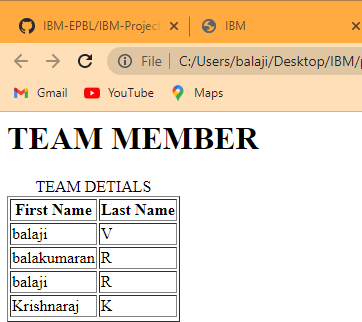 IBM-EPBL/IBM-Projec
IBM
File
C:/Users/balaji/Desktop/IBM/
Gmail
YouTube
Maps
TEAM MEMBER
TEAM DETIALS
First Name Last Name
balaji V
balakumaran R
balaji R
Krishnaraj K